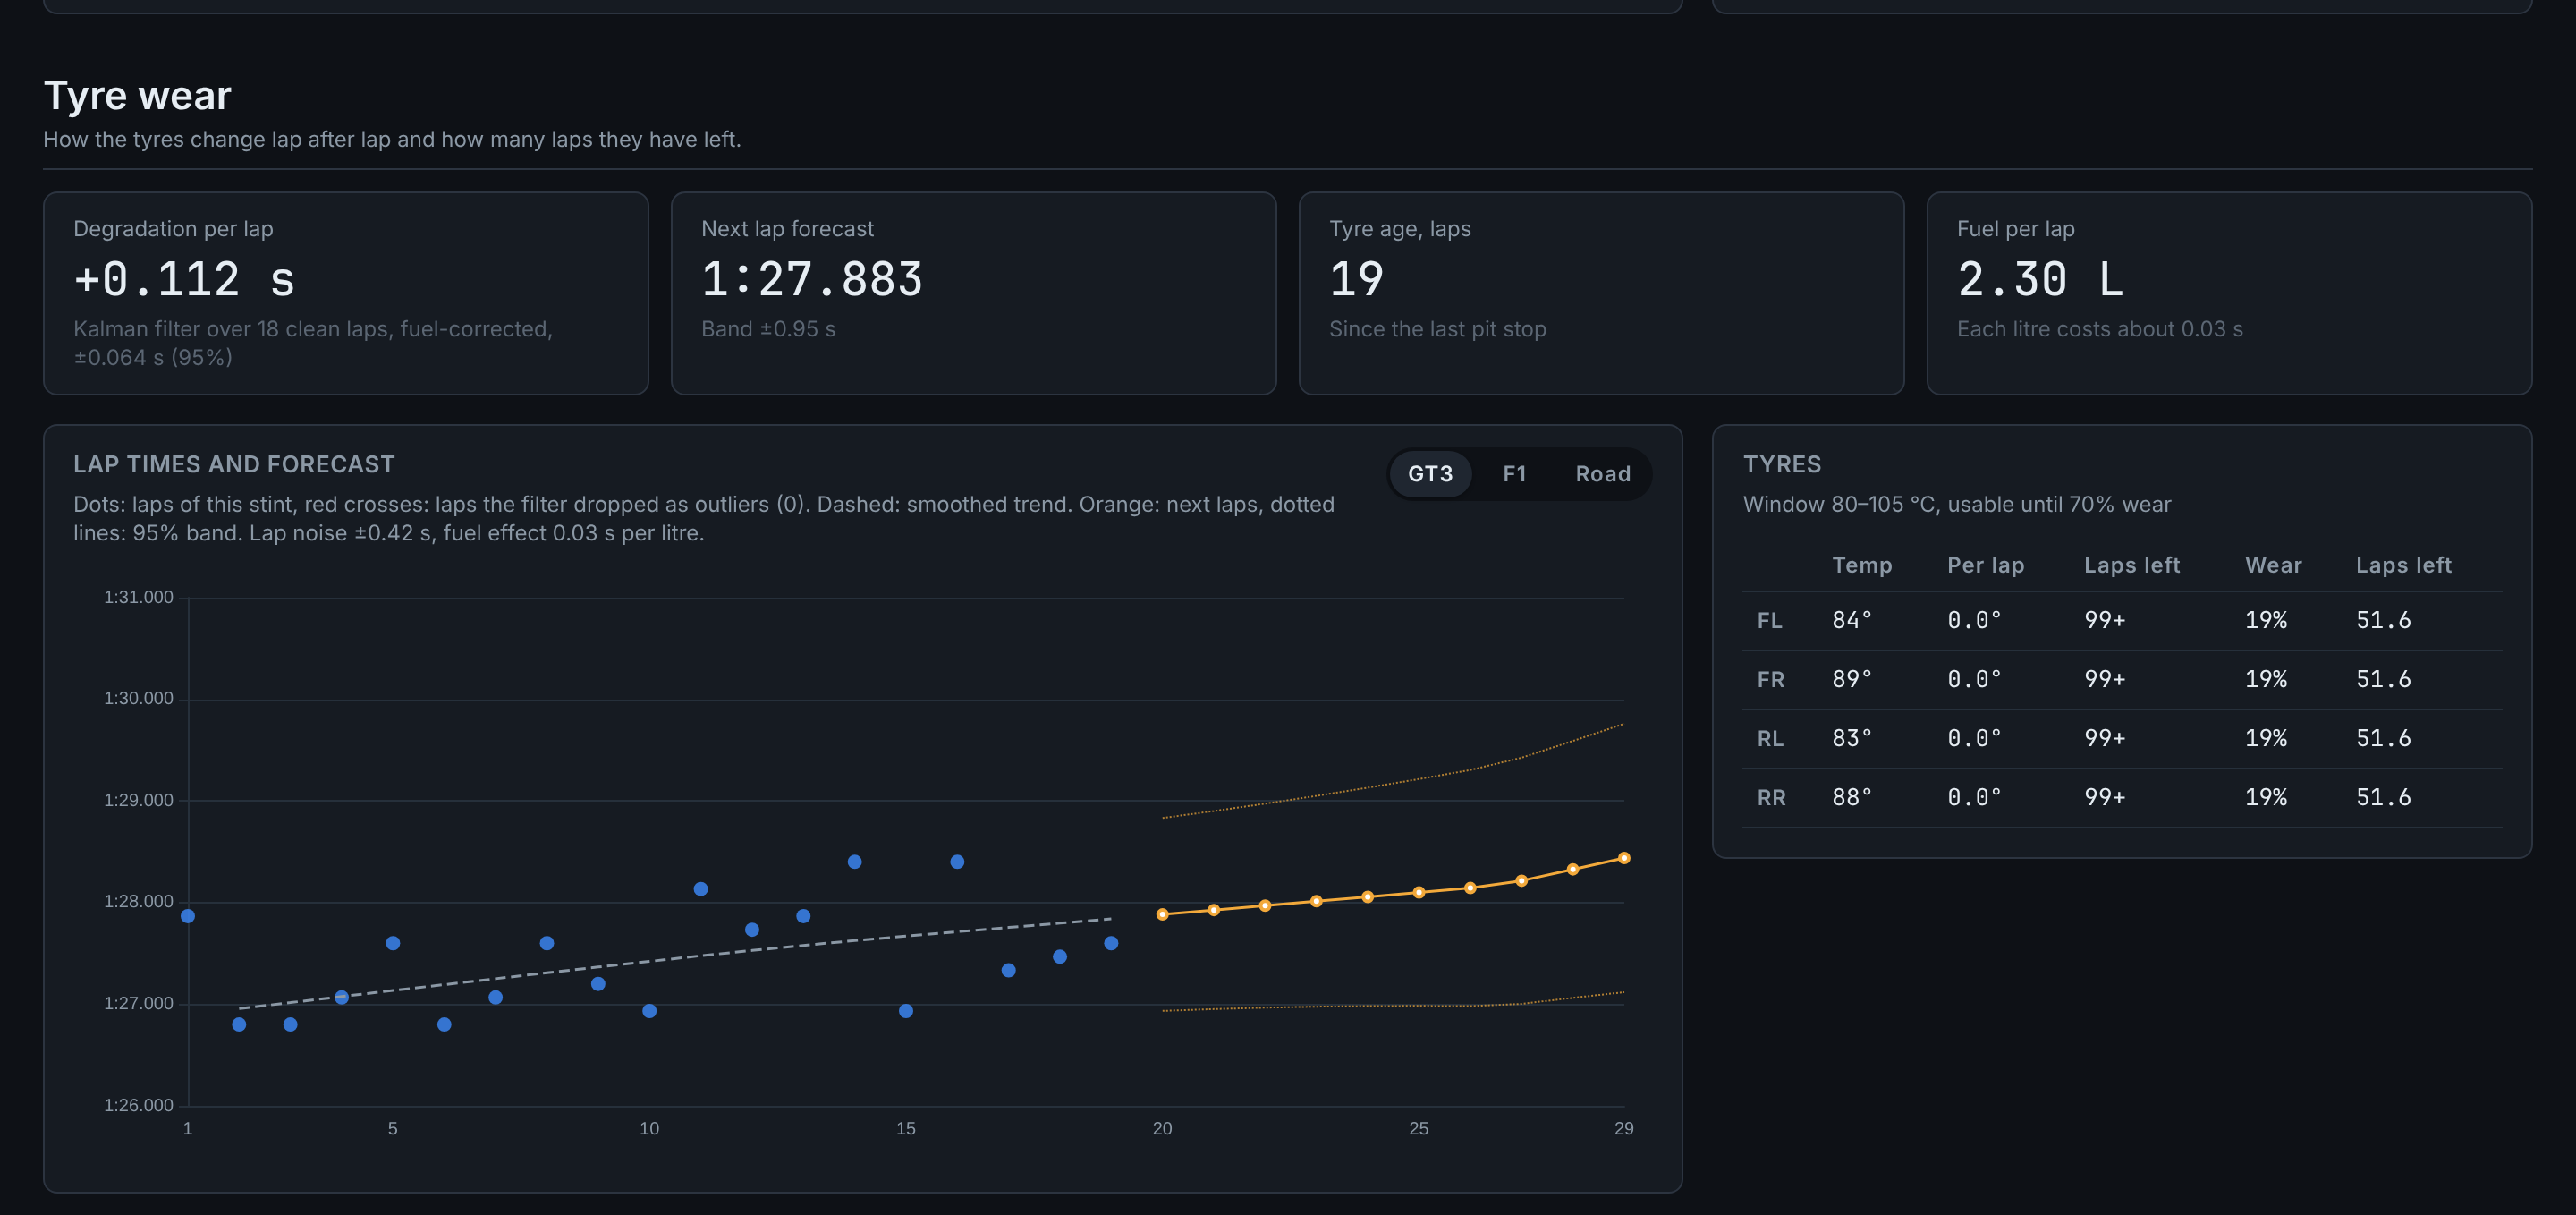 Tyre wear
How the tyres change lap after lap and how many laps they have left.
Degradation per lap
+0.112 s
Kalman filter over 18 clean laps, fuel-corrected,
±0.064 s (95%)
Next lap forecast
1:27.883
Band ±0.95 s
Tyre age, laps
19
Since the last pit stop
Fuel per lap
2.30 L
Each litre costs about 0.03 s
LAP TIMES AND FORECAST
GT3 F1 Road
Dots: laps of this stint, red crosses: laps the filter dropped as outliers (0). Dashed: smoothed trend. Orange: next laps, dotted
lines: 95% band. Lap noise ±0.42 s, fuel effect 0.03 s per litre.
1:31.000
1:30.000
1:29.000
1:28.000
1:27.000
1:26.000
1 5 10 15 20 25 29
TYRES
Window 80–105 °C, usable until 70% wear
Temp Per lap Laps left Wear Laps left
FL 84° 0.0° 99+ 19% 51.6
FR 89° 0.0° 99+ 19% 51.6
RL 83° 0.0° 99+ 19% 51.6
RR 88° 0.0° 99+ 19% 51.6